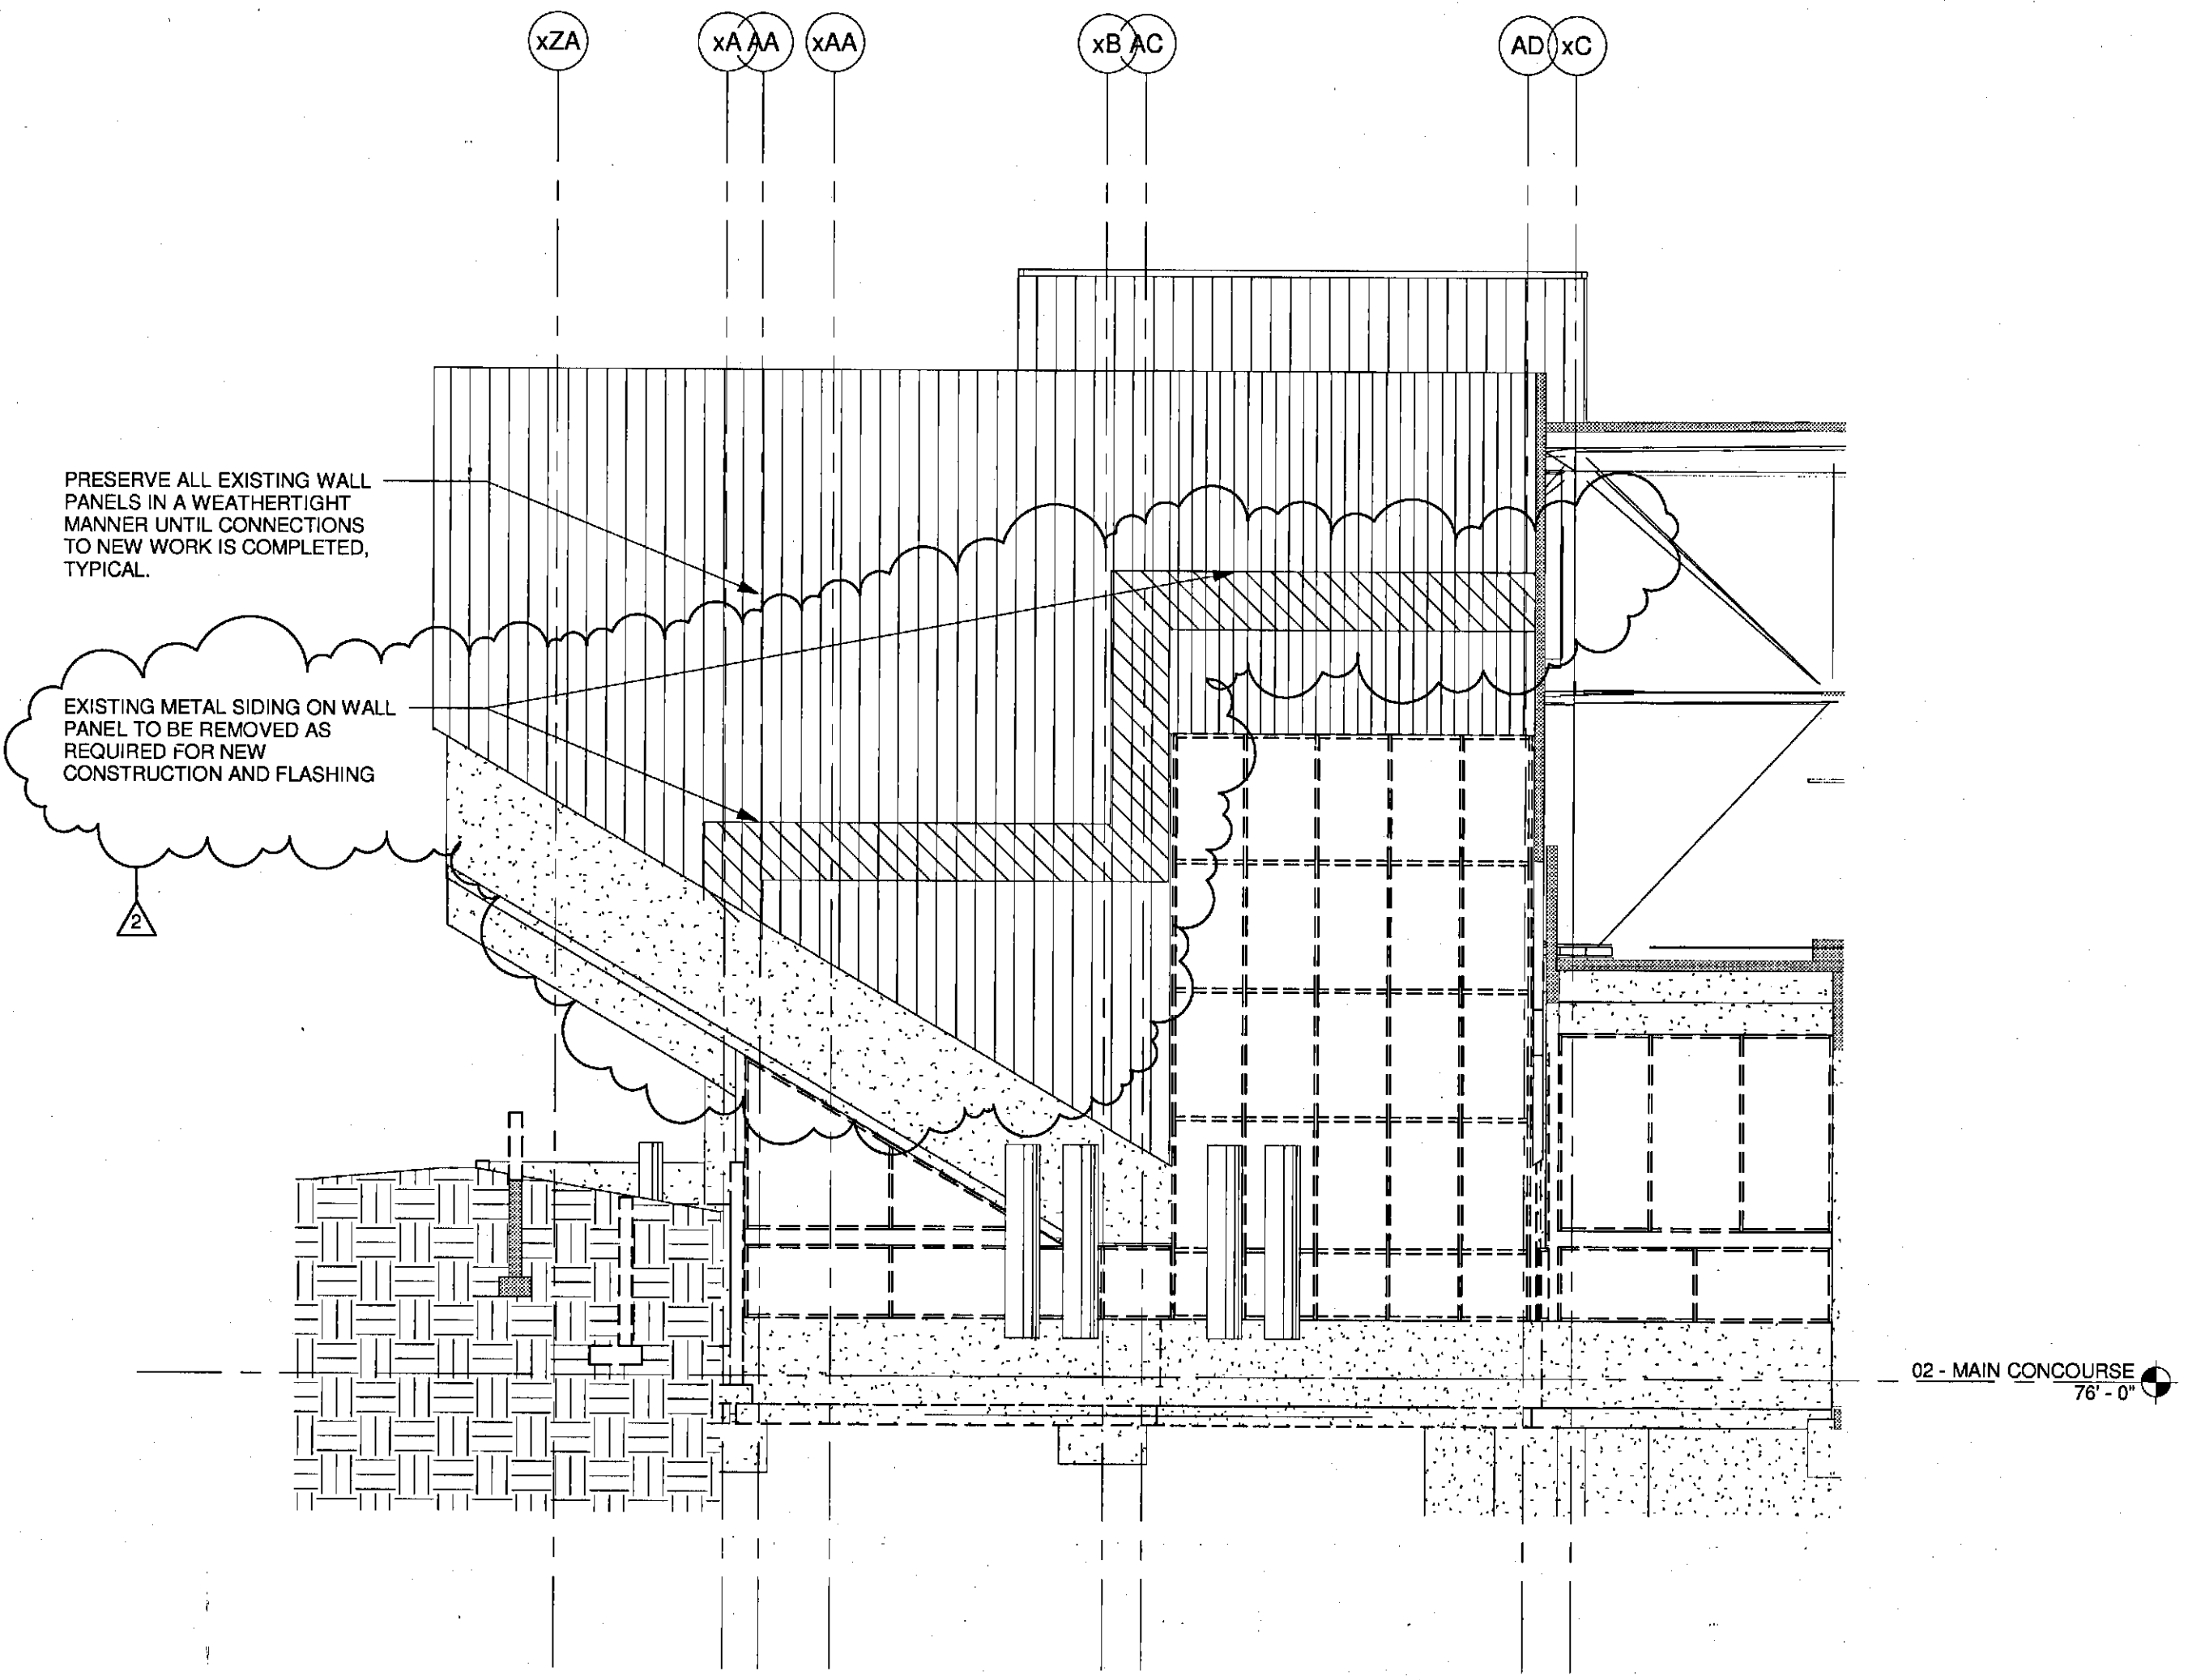 xZA
xA
AA
xAA
xB
AC
AD
xC
PRESERVE ALL EXISTING WALL
PANELS IN A WEATHERTIGHT
MANNER UNTIL CONNECTIONS
TO NEW WORK IS COMPLETED,
TYPICAL.
EXISTING METAL SIDING ON WALL
PANEL TO BE REMOVED AS
REQUIRED FOR NEW
CONSTRUCTION AND FLASHING
2
02 - MAIN CONCOURSE
76' - 0"